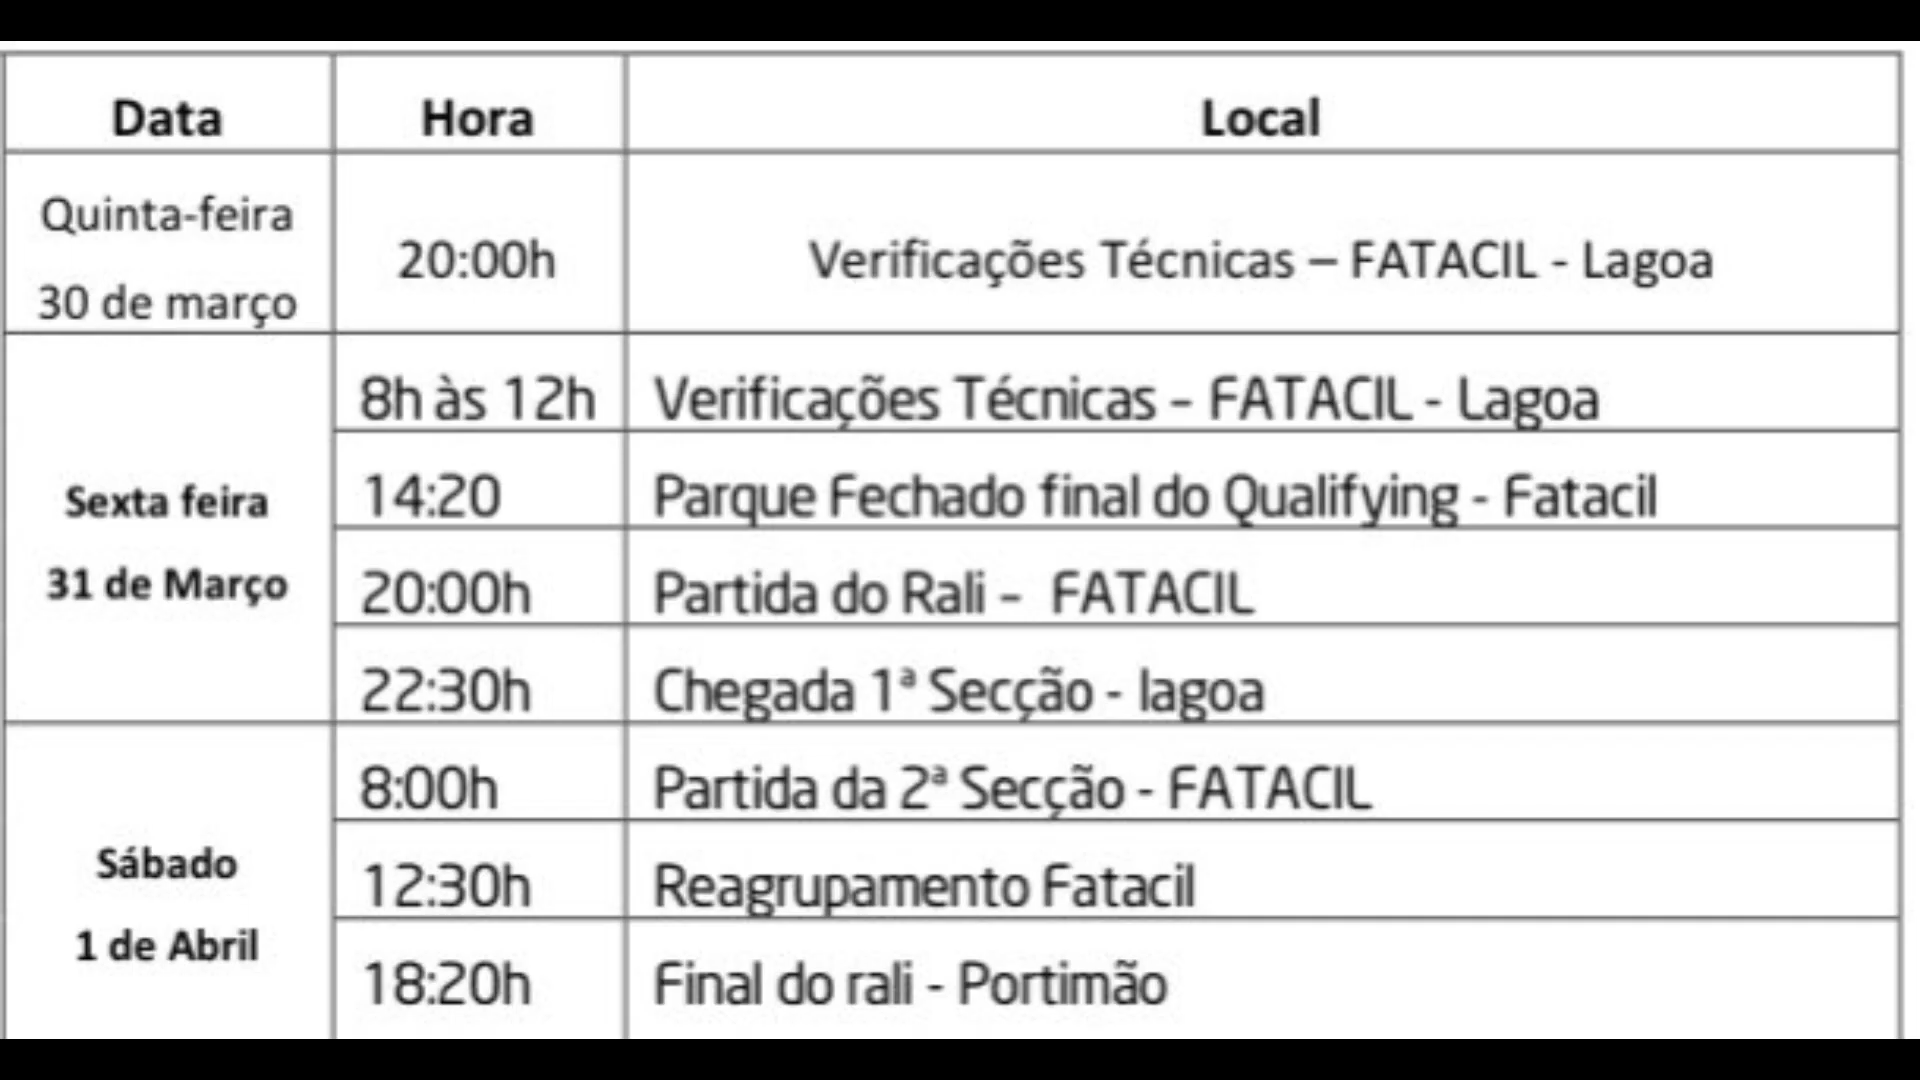 Data Hora Local
Quinta-feira
30 de março
20:00h Verificações Técnicas – FATACIL - Lagoa
Sexta feira
31 de Março
8h às 12h Verificações Técnicas – FATACIL - Lagoa
14:20 Parque Fechado final do Qualifying - Fatacil
20:00h Partida do Rali – FATACIL
22:30h Chegada 1ª Secção - lagoa
Sábado
1 de Abril
8:00h Partida da 2ª Secção - FATACIL
12:30h Reagrupamento Fatacil
18:20h Final do rali - Portimão